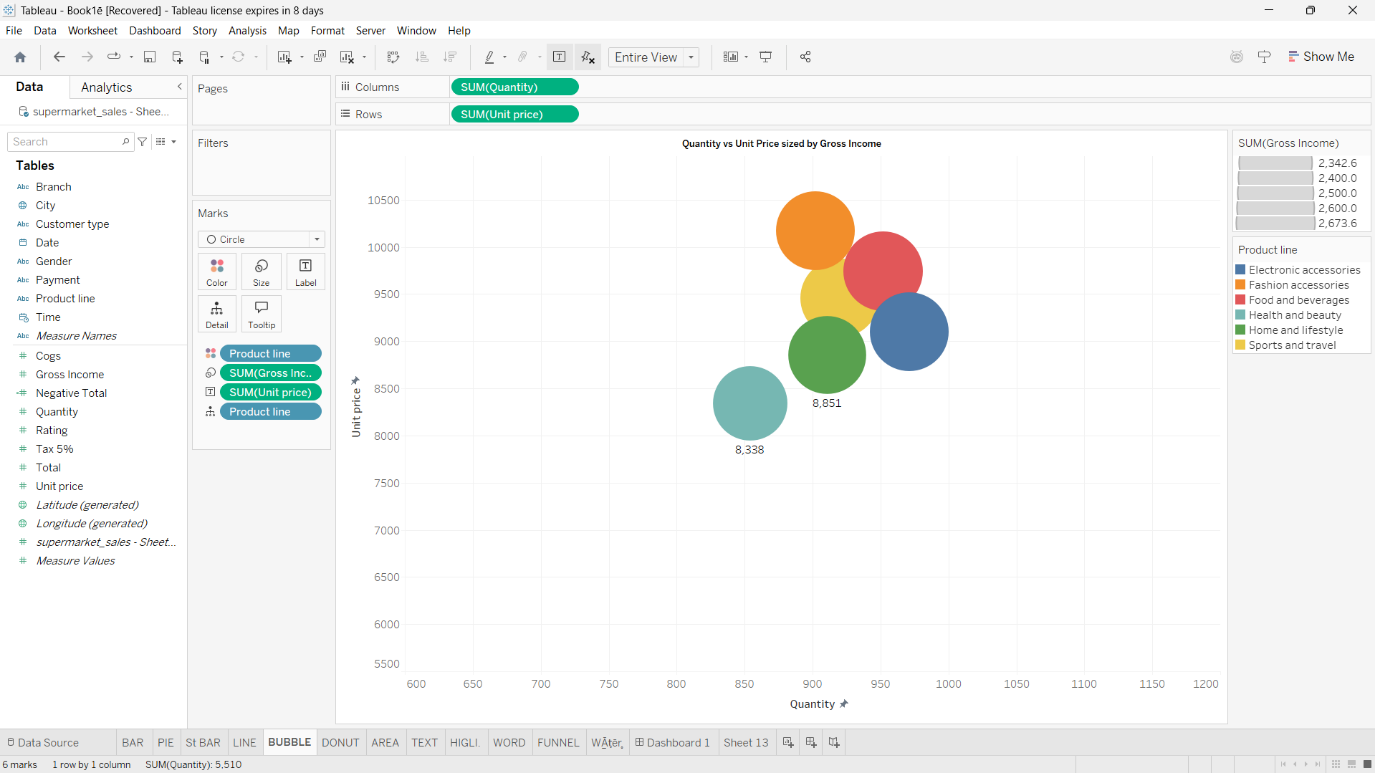 Tableau - Book1ē [Recovered] - Tableau license expires in 8 days
File Data Worksheet Dashboard Story Analysis Map Format Server Window Help
Entire View
Show Me
Data Analytics
supermarket_sales - Shee...
Search
Tables
Abc Branch
City
Abc Customer type
Date
Abc Gender
Abc Payment
Abc Product line
Time
Abc Measure Names
Cogs
Gross Income
Negative Total
Quantity
Rating
Tax 5%
Total
Unit price
Latitude (generated)
Longitude (generated)
supermarket_sales - Sheet...
Measure Values
Pages
Filters
Marks
Circle
Color Size Label
Detail Tooltip
Product line
SUM(Gross Inc..
SUM(Unit price)
Product line
Columns SUM(Quantity)
Rows SUM(Unit price)
Quantity vs Unit Price sized by Gross Income
10500
10000
9500
9000
8500
8000
7500
7000
6500
6000
5500
Unit price
8,851
8,338
600 650 700 750 800 850 900 950 1000 1050 1100 1150 1200
Quantity
SUM(Gross Income)
2,342.6
2,400.0
2,500.0
2,600.0
2,673.6
Product line
Electronic accessories
Fashion accessories
Food and beverages
Health and beauty
Home and lifestyle
Sports and travel
Data Source BAR PIE St BAR LINE BUBBLE DONUT AREA TEXT HIGLI. WORD FUNNEL Dashboard 1 Sheet 13
6 marks 1 row by 1 column SUM(Quantity): 5,510